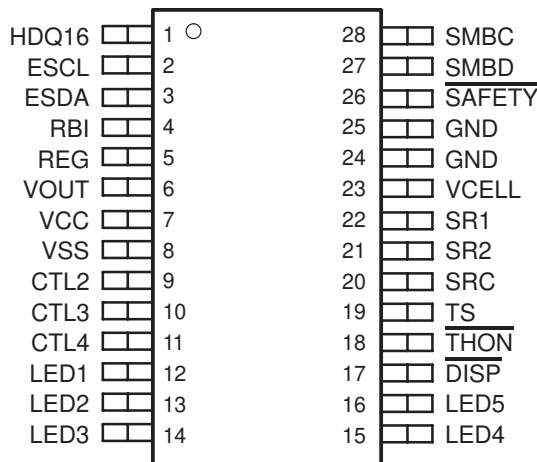 HDQ16 1 28 SMBC
ESCL 2 27 SMBD
ESDA 3 26 SAFETY
RBI 4 25 GND
REG 5 24 GND
VOUT 6 23 VCELL
VCC 7 22 SR1
VSS 8 21 SR2
CTL2 9 20 SRC
CTL3 10 19 TS
CTL4 11 18 THON
LED1 12 17 DISP
LED2 13 16 LED5
LED3 14 15 LED4